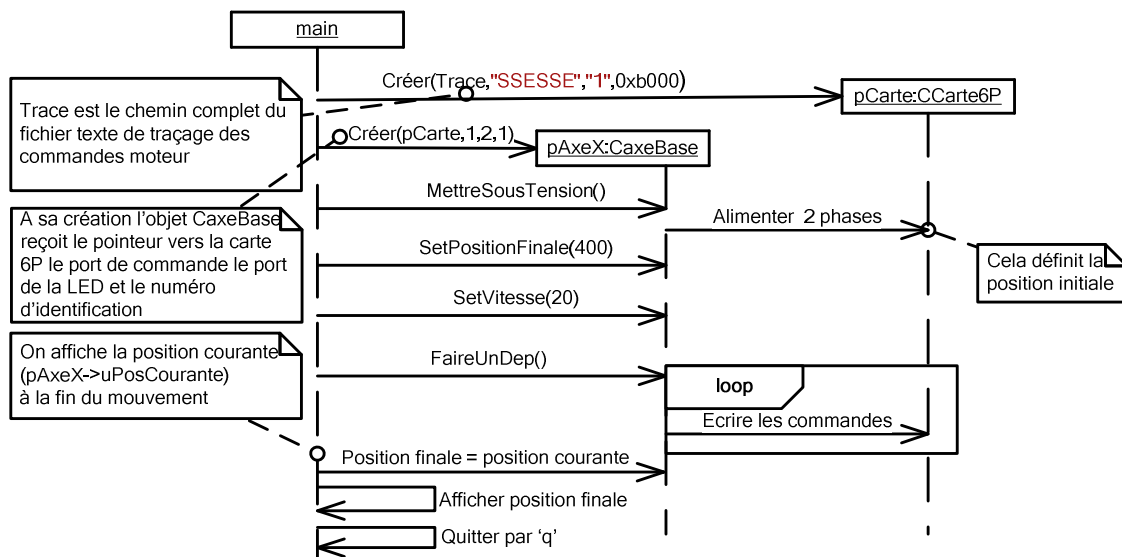 main
Créer(Trace,"SSESSE","1",0xb000)
pCarte:CCarte6P
Trace est le chemin complet du
fichier texte de traçage des
commandes moteur
Créer(pCarte,1,2,1)
pAxeX:CaxeBase
MettreSousTension()
A sa création l'objet CaxeBase
reçoit le pointeur vers la carte
6P le port de commande le port
de la LED et le numéro
d'identification
Alimenter 2 phases
SetPositionFinale(400)
Cela définit la
position initiale
SetVitesse(20)
On affiche la position courante
(pAxeX->uPosCourante)
à la fin du mouvement
FaireUnDep()
loop
Ecrire les commandes
Position finale = position courante
Afficher position finale
Quitter par ‘q’